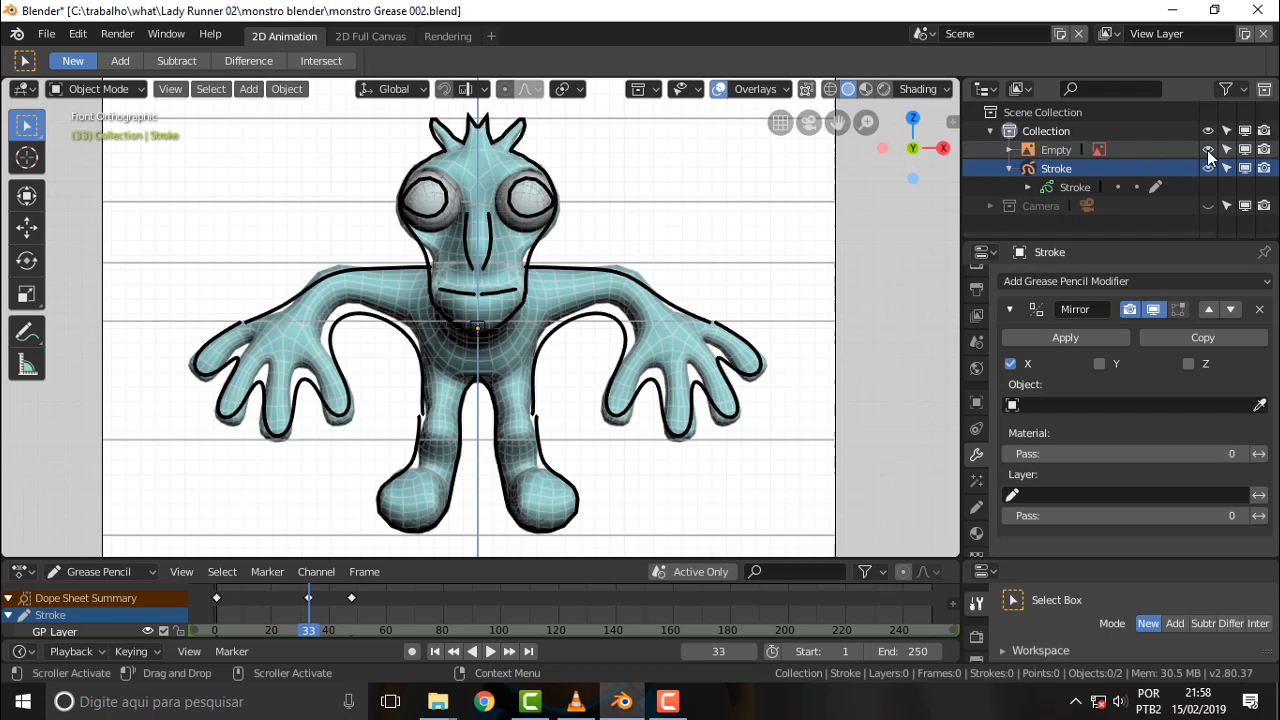 Blender* [C:\trabalho\what\Lady Runner 02\monstro blender\monstro Grease 002.blend]
File Edit Render Window Help 2D Animation 2D Full Canvas Rendering Scene View Layer
New Add Subtract Difference Intersect
Object Mode View Select Add Object Global Overlays Shading
Front Orthographic
(33) Collection | Stroke
Z
Y
X
Scene Collection
Collection
Empty
Stroke
Stroke
Camera
Stroke
Add Grease Pencil Modifier
Mirror
Apply Copy
X Y Z
Object:
Material:
Pass: 0
Layer:
Pass: 0
Grease Pencil View Select Marker Channel Frame Active Only
Dope Sheet Summary
Stroke
GP_Layer
0 20 33 40 60 80 100 120 140 160 180 200 220 240
Playback Keying View Marker 33 Start: 1 End: 250
Select Box
Mode New Add Subtr Differ Inter
Workspace
Scroller Activate Drag and Drop Scroller Activate Context Menu Collection | Stroke | Layers:0 | Frames:0 | Strokes:0 | Points:0 | Objects:0/2 | Mem: 30.5 MB | v2.80.37
Digite aqui para pesquisar
POR
PTB2
21:58
15/02/2019